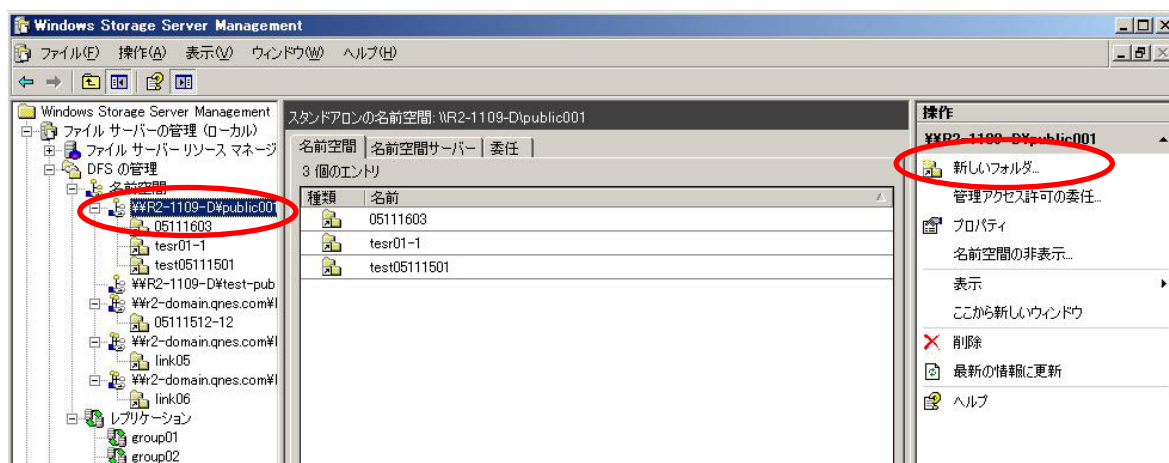 Windows Storage Server Management
ファイル(F) 操作(A) 表示(V) ウィンドウ(W) ヘルプ(H)
Windows Storage Server Management
ファイル サーバーの管理 (ローカル)
ファイル サーバー リソース マネージ
DFS の管理
名前空間
¥¥R2-1109-D¥public001
05111603
tesr01-1
test05111501
¥¥R2-1109-D¥test-pub
¥¥r2-domain.qnes.com¥l
05111512-12
¥¥r2-domain.qnes.com¥l
link05
¥¥r2-domain.qnes.com¥l
link06
レプリケーション
group01
group02
スタンドアロンの名前空間: \\R2-1109-D\public001
名前空間 名前空間サーバー 委任
3 個のエントリ
種類 名前
05111603
tesr01-1
test05111501
操作
¥¥R2-1109-D¥public001
新しいフォルダ...
管理アクセス許可の委任...
プロパティ
名前空間の非表示...
表示
ここから新しいウィンドウ
削除
最新の情報に更新
ヘルプ